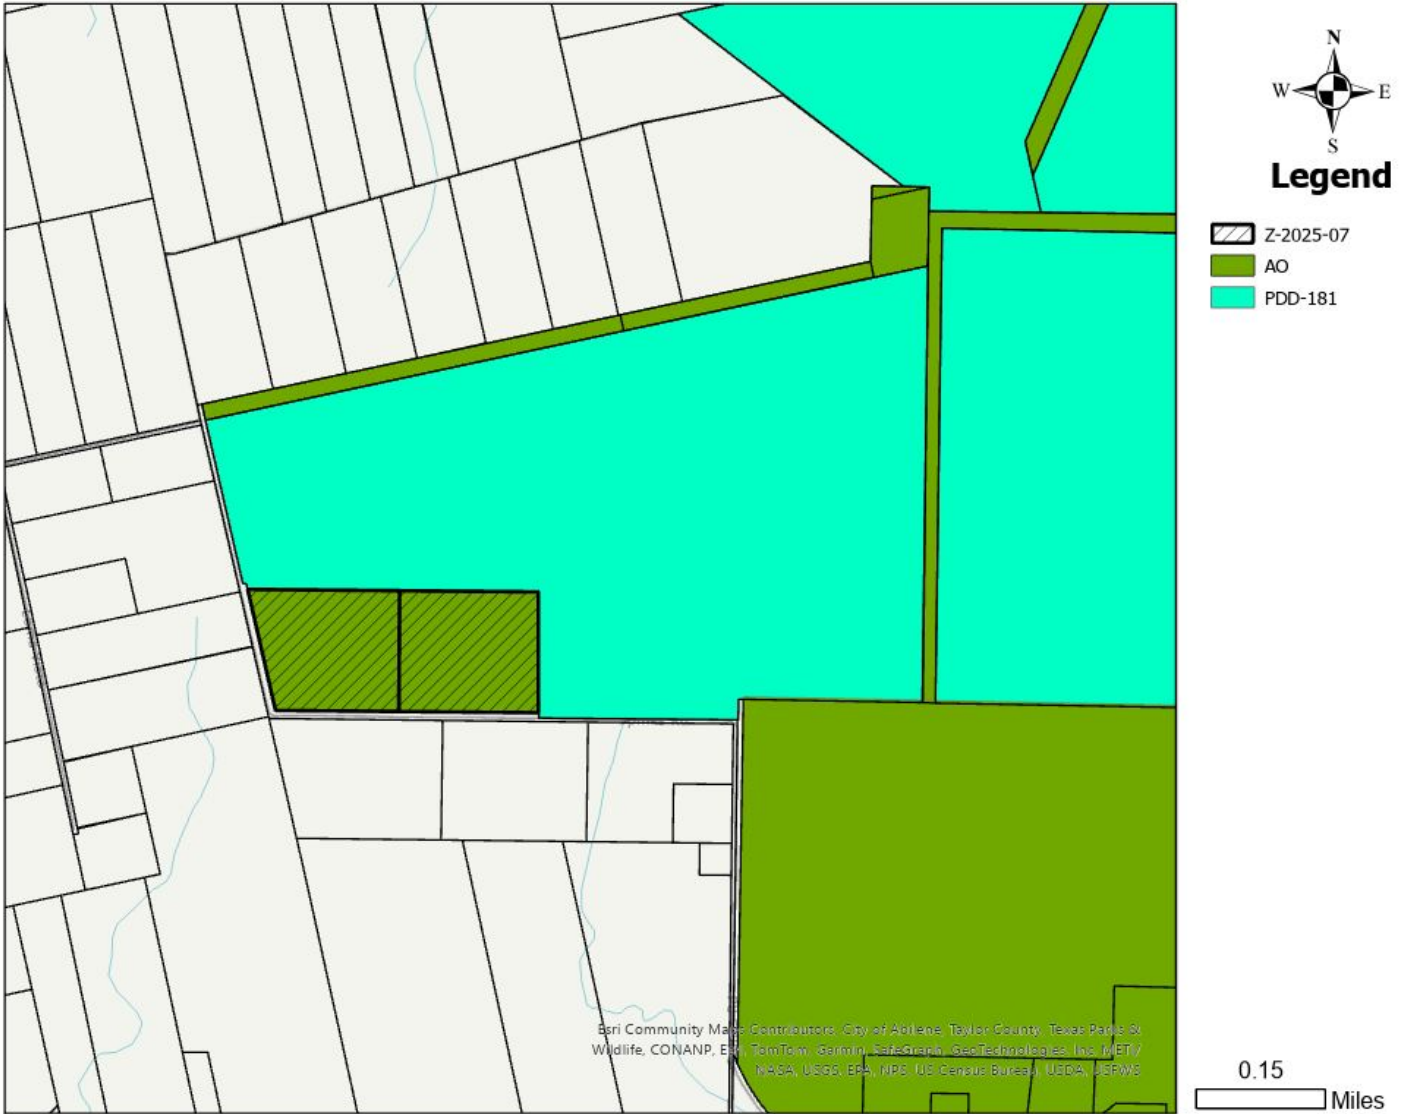 N
W E
S
Legend
Z-2025-07
AO
PDD-181
Esri Community Maps Contributors, City of Abilene, Taylor County, Texas Parks &
Wildlife, CONANP, Esri, TomTom, Garmin, SafeGraph, GeoTechnologies, Inc, METI/
NASA, USGS, EPA, NPS, US Census Bureau, USDA, USFWS
0.15
Miles